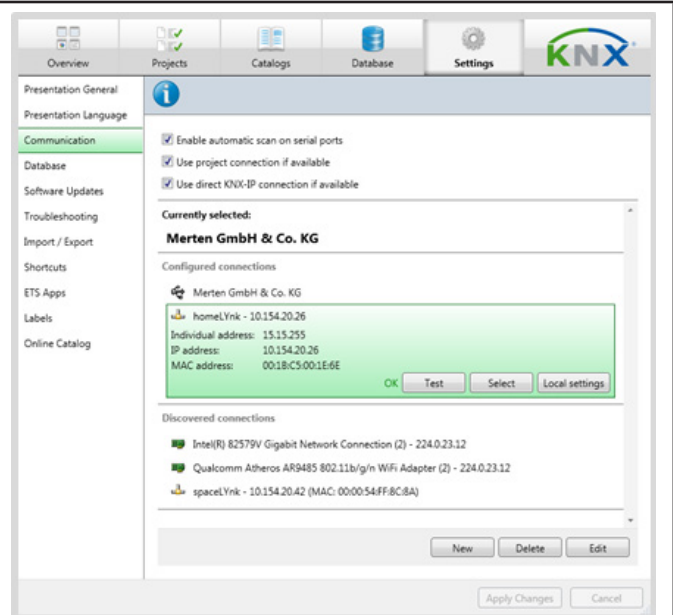 Overview
Projects
Catalogs
Database
Settings
KNX
Presentation General
Presentation Language
Communication
Database
Software Updates
Troubleshooting
Import / Export
Shortcuts
ETS Apps
Labels
Online Catalog
Enable automatic scan on serial ports
Use project connection if available
Use direct KNX-IP connection if available
Currently selected:
Merten GmbH & Co. KG
Configured connections
Merten GmbH & Co. KG
homeLYnk - 10.154.20.26
Individual address: 15.15.255
IP address: 10.154.20.26
MAC address: 00:1B:C5:00:1E:6E
OK Test Select Local settings
Discovered connections
Intel(R) 82579V Gigabit Network Connection (2) - 224.0.23.12
Qualcomm Atheros AR9485 802.11b/g/n WiFi Adapter (2) - 224.0.23.12
spaceLYnk - 10.154.20.42 (MAC: 00:00:54:FF:8C:8A)
New Delete Edit
Apply Changes Cancel